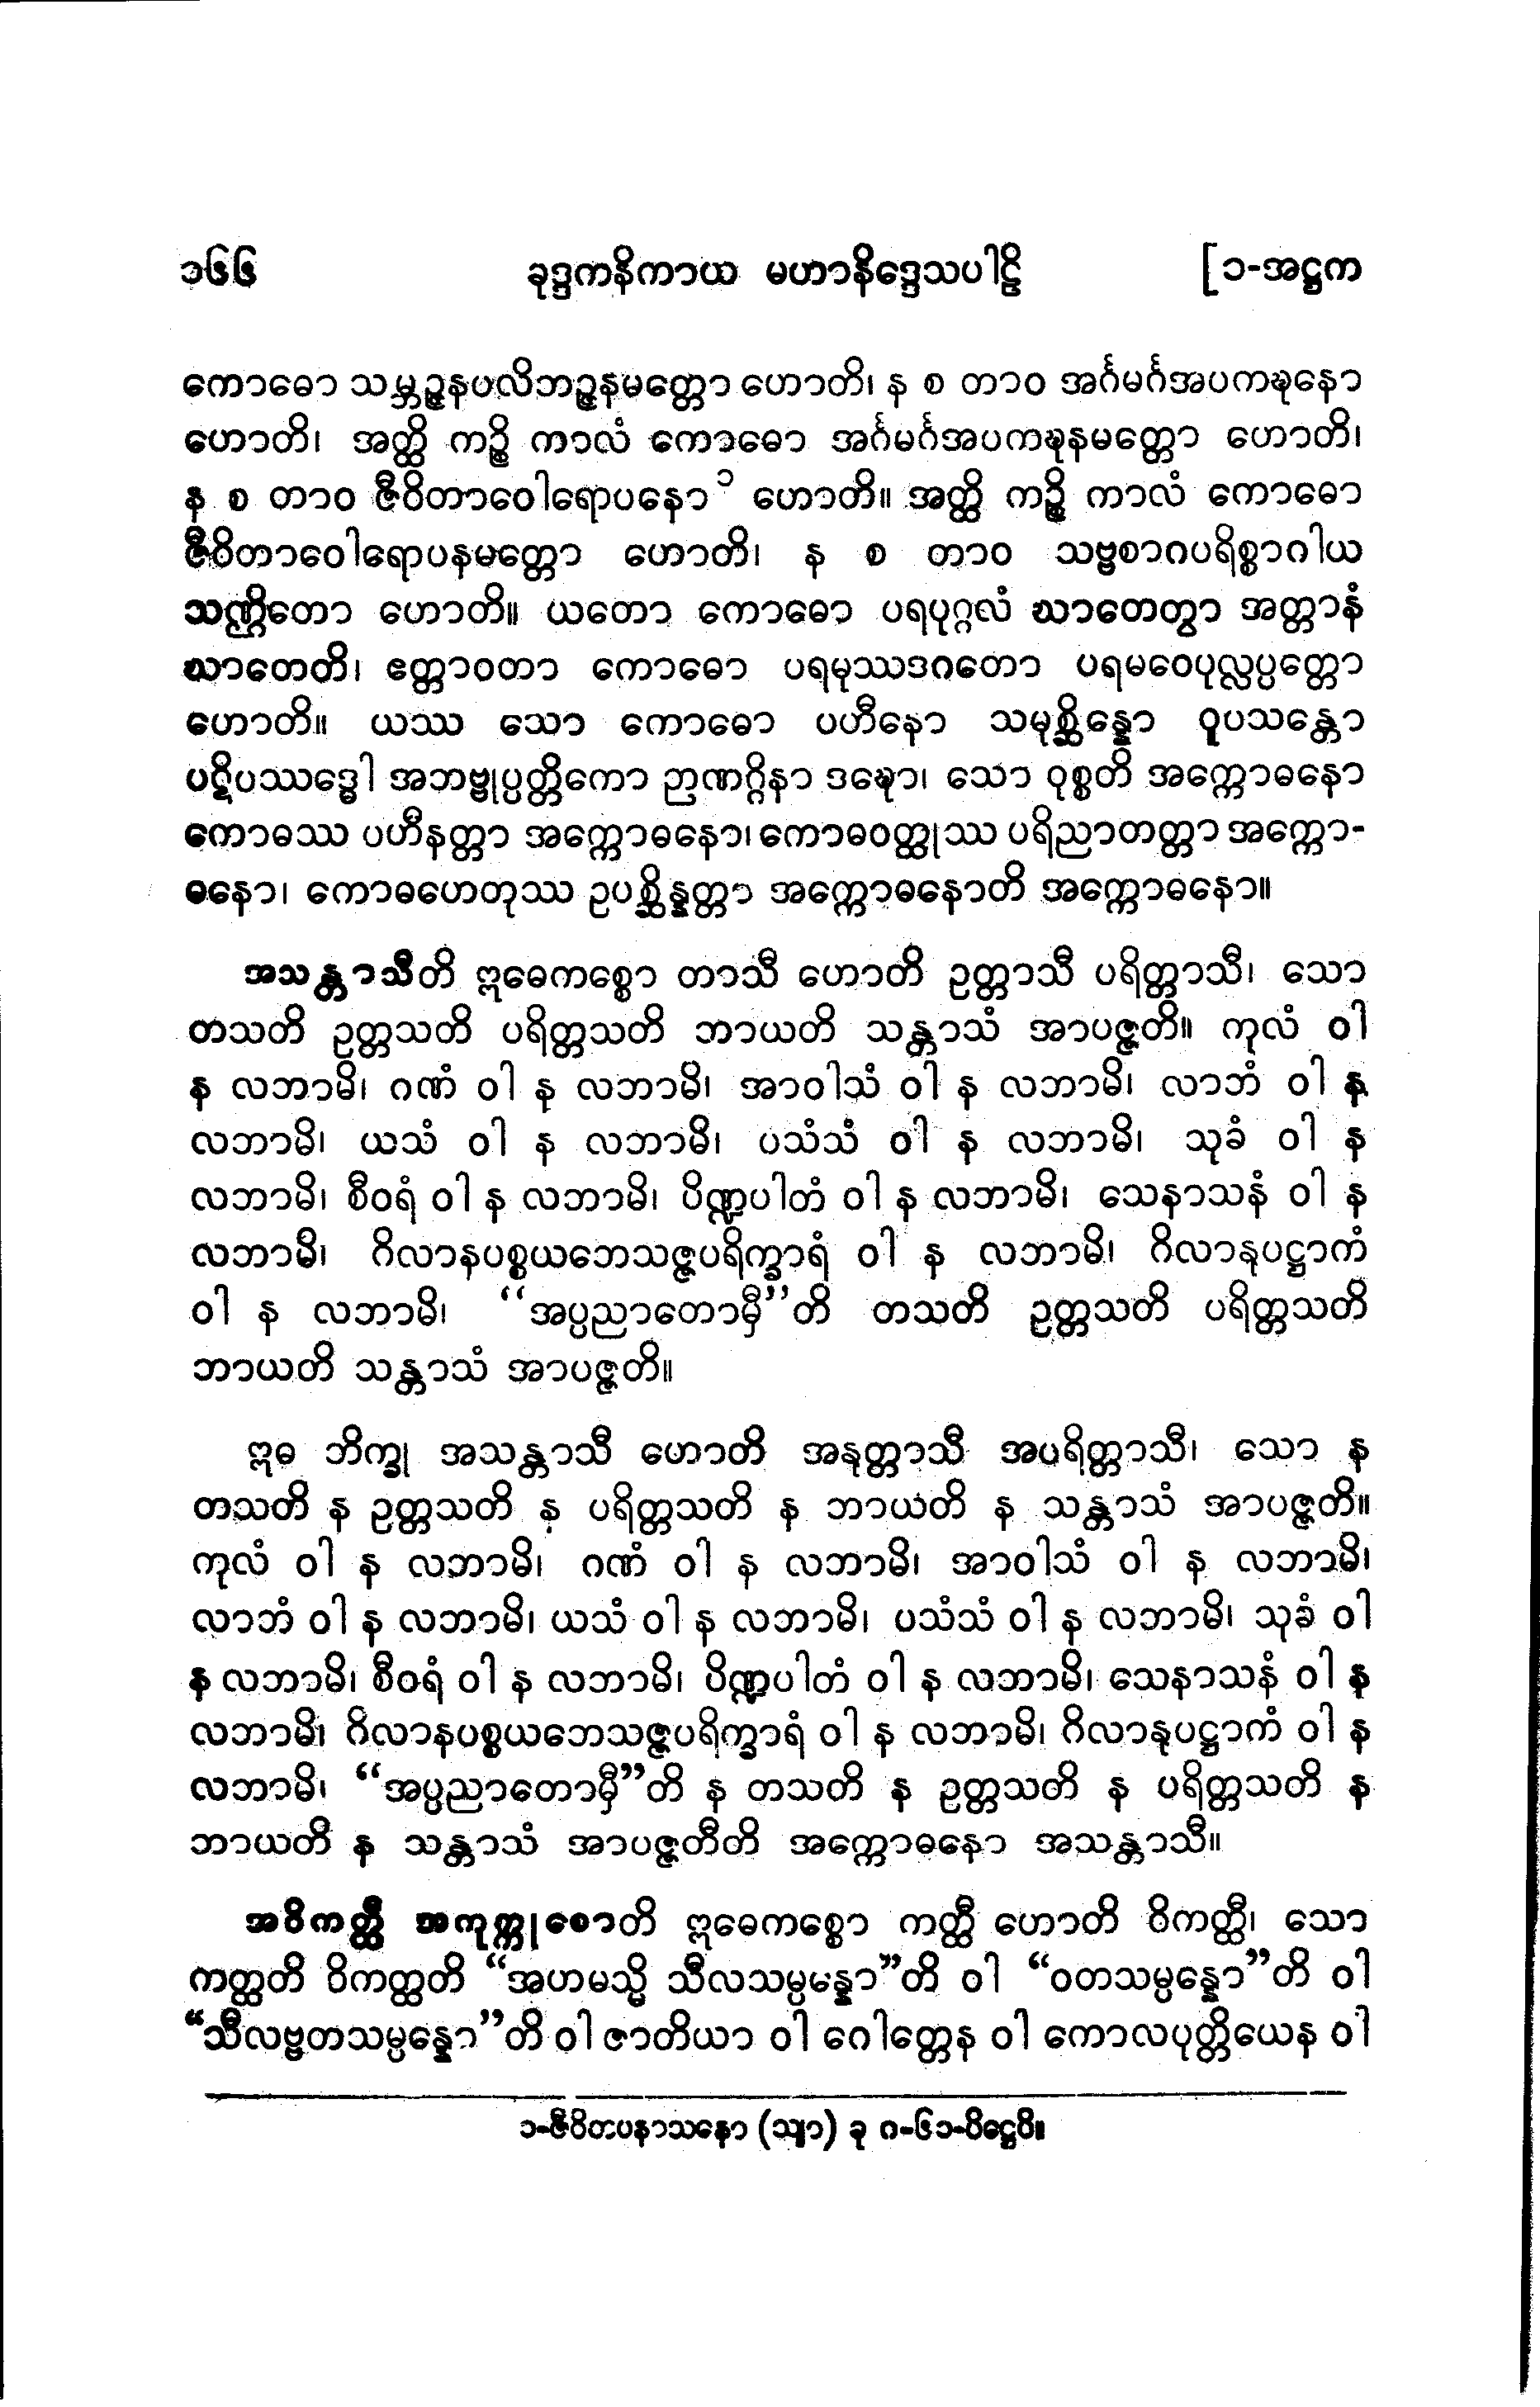 ၁၆၆ ခုဒ္ဒကနိကာယ မဟာနိဒ္ဒေသပါဠိ [၁-အဋ္ဌက
ကောဓော သမ္ဘဉ္ဇနပလိဘဉ္ဇနမတ္တော ဟောတိ၊ န စ တာဝ အင်္ဂမင်္ဂအပကဍ္ဎနော
ဟောတိ၊ အတ္ထိ ကဉ္စိ ကာလံ ကောဓော အင်္ဂမင်္ဂအပကဍ္ဎနမတ္တော ဟောတိ၊
န စ တာဝ ဇီဝိတာဝေါရောပနော ၁ ဟောတိ။ အတ္ထိ ကဉ္စိ ကာလံ ကောဓော
ဇီဝိတာဝေါရောပနမတ္တော ဟောတိ၊ န စ တာဝ သဗ္ဗစာဂပရိစ္စာဂါယ
သဏ္ဌိတော ဟောတိ။ ယတော ကောဓော ပရပုဂ္ဂလံ ဃာတေတွာ အတ္တာနံ
ဃာတေတိ၊ ဧတ္တာဝတာ ကောဓော ပရမုဿဒဂတော ပရမဝေပုလ္လပ္ပတ္တော
ဟောတိ။ ယဿ သော ကောဓော ပဟီနော သမုစ္ဆိန္နော ဝူပသန္တော
ပဋိပဿဒ္ဓေါ အဘဗ္ဗုပ္ပတ္တိကော ဉာဏဂ္ဂိနာ ဒဍ္ဎော၊ သော ဝုစ္စတိ အက္ကောဓနော
ကောဓဿ ပဟီနတ္တာ အက္ကောဓနော၊ ကောဓဝတ္ထုဿ ပရိညာတတ္တာ အက္ကော-
ဓနော၊ ကောဓဟေတုဿ ဥပစ္ဆိန္နတ္တာ အက္ကောဓနောတိ အက္ကောဓနော။
အသန္တာသီတိ ဣဓေကစ္စော တာသီ ဟောတိ ဥတ္တာသီ ပရိတ္တာသီ၊ သော
တသတိ ဥတ္တသတိ ပရိတ္တသတိ ဘာယတိ သန္တာသံ အာပဇ္ဇတိ။ ကုလံ ဝါ
န လဘာမိ၊ ဂဏံ ဝါ န လဘာမိ၊ အာဝါသံ ဝါ န လဘာမိ၊ လာဘံ ဝါ န
လဘာမိ၊ ယသံ ဝါ န လဘာမိ၊ ပသံသံ ဝါ န လဘာမိ၊ သုခံ ဝါ န
လဘာမိ၊ စီဝရံ ဝါ န လဘာမိ၊ ပိဏ္ဍပါတံ ဝါ န လဘာမိ၊ သေနာသနံ ဝါ န
လဘာမိ၊ ဂိလာနပစ္စယဘေသဇ္ဇပရိက္ခာရံ ဝါ န လဘာမိ၊ ဂိလာနုပဋ္ဌာကံ
ဝါ န လဘာမိ၊ “အပ္ပညာတောမှီ”တိ တသတိ ဥတ္တသတိ ပရိတ္တသတိ
ဘာယတိ သန္တာသံ အာပဇ္ဇတိ။
ဣဓ ဘိက္ခု အသန္တာသီ ဟောတိ အနုတ္တာသီ အပရိတ္တာသီ၊ သော န
တသတိ န ဥတ္တသတိ န ပရိတ္တသတိ န ဘာယတိ န သန္တာသံ အာပဇ္ဇတိ။
ကုလံ ဝါ န လဘာမိ၊ ဂဏံ ဝါ န လဘာမိ၊ အာဝါသံ ဝါ န လဘာမိ၊
လာဘံ ဝါ န လဘာမိ၊ ယသံ ဝါ န လဘာမိ၊ ပသံသံ ဝါ န လဘာမိ၊ သုခံ ဝါ
န လဘာမိ၊ စီဝရံ ဝါ န လဘာမိ၊ ပိဏ္ဍပါတံ ဝါ န လဘာမိ၊ သေနာသနံ ဝါ န
လဘာမိ၊ ဂိလာနပစ္စယဘေသဇ္ဇပရိက္ခာရံ ဝါ န လဘာမိ၊ ဂိလာနုပဋ္ဌာကံ ဝါ န
လဘာမိ၊ “အပ္ပညာတောမှီ”တိ န တသတိ န ဥတ္တသတိ န ပရိတ္တသတိ န
ဘာယတိ န သန္တာသံ အာပဇ္ဇတီတိ အက္ကောဓနော အသန္တာသီ။
အဝိကတ္ထီ အကုက္ကုစောတိ ဣဓေကစ္စော ကတ္ထီ ဟောတိ ဝိကတ္ထီ၊ သော
ကတ္ထတိ ဝိကတ္ထတိ “အဟမသ္မိ သီလသမ္ပန္နော”တိ ဝါ “ဝတသမ္ပန္နော”တိ ဝါ
“သီလဗ္ဗတသမ္ပန္နော”တိ ဝါ ဇာတိယာ ဝါ ဂေါတ္တေန ဝါ ကောလပုတ္တိယေန ဝါ
၁-ဇီဝိတပနာသနော (သျာ) ခု ဂ-၆၁-ပိဋ္ဌေပိ။